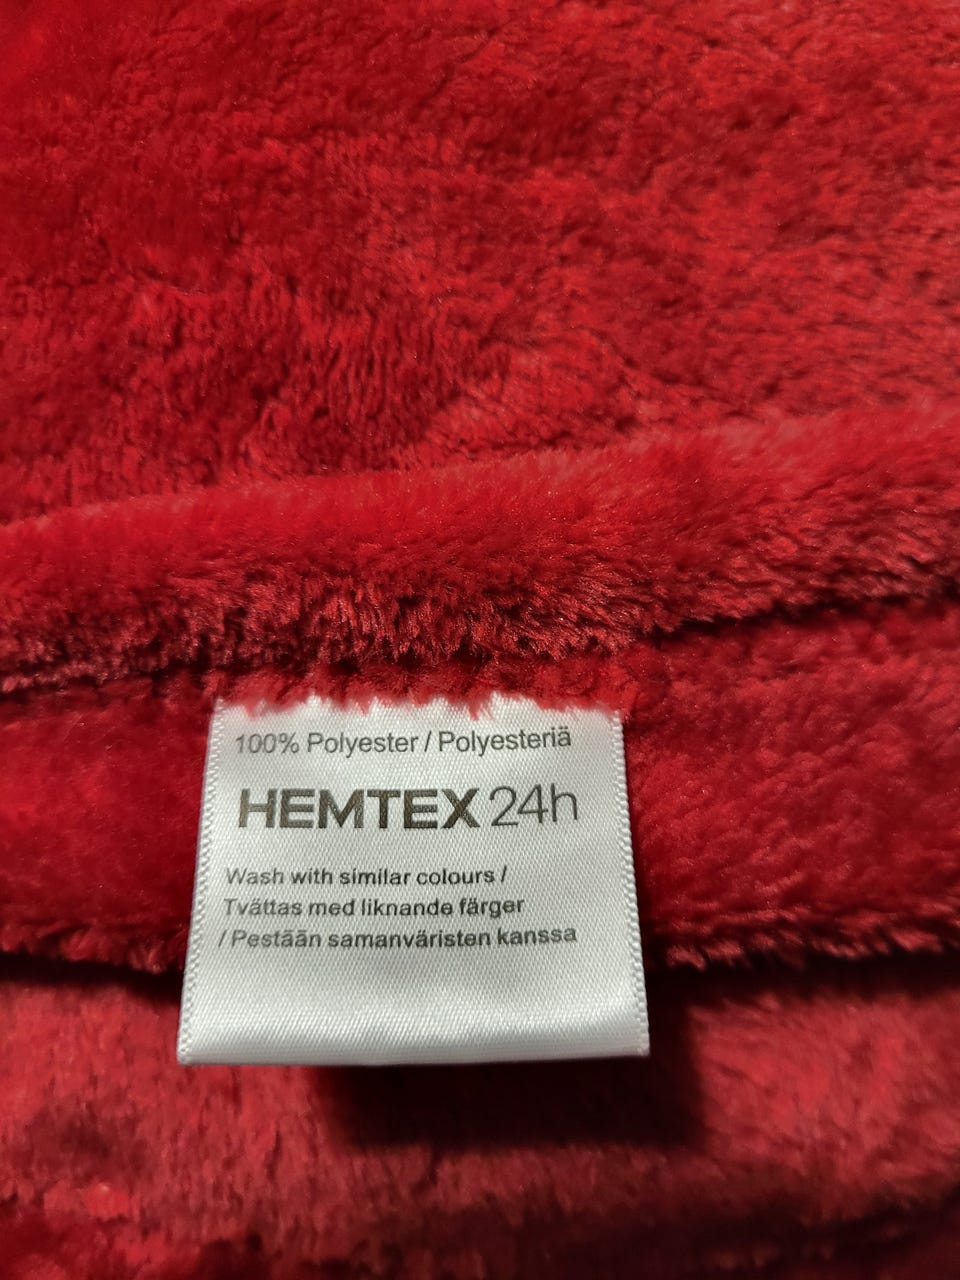 100% Polyester / Polyesteriä
HEMTEX 24h
Wash with similar colours /
Tvättas med liknande färger
/ Pestään samanväristen kanssa